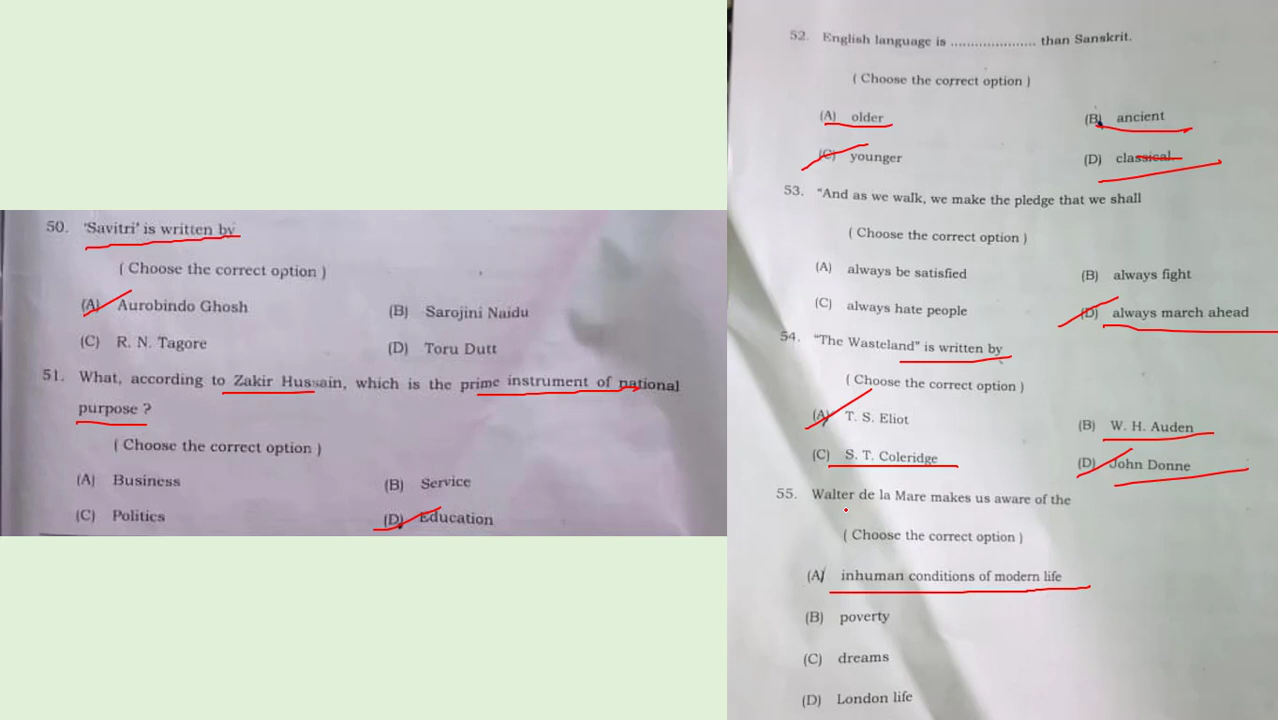 50. 'Savitri' is written by
( Choose the correct option )
(A) Aurobindo Ghosh (B) Sarojini Naidu
(C) R. N. Tagore (D) Toru Dutt
51. What, according to Zakir Hussain, which is the prime instrument of national
purpose ?
( Choose the correct option )
(A) Business (B) Service
(C) Politics (D) Education
52. English language is ..................... than Sanskrit.
( Choose the correct option )
(A) older (B) ancient
(C) younger (D) classical
53. "And as we walk, we make the pledge that we shall
( Choose the correct option )
(A) always be satisfied (B) always fight
(C) always hate people (D) always march ahead
54. "The Wasteland" is written by
( Choose the correct option )
(A) T. S. Eliot (B) W. H. Auden
(C) S. T. Coleridge (D) John Donne
55. Walter de la Mare makes us aware of the
( Choose the correct option )
(A) inhuman conditions of modern life
(B) poverty
(C) dreams
(D) London life